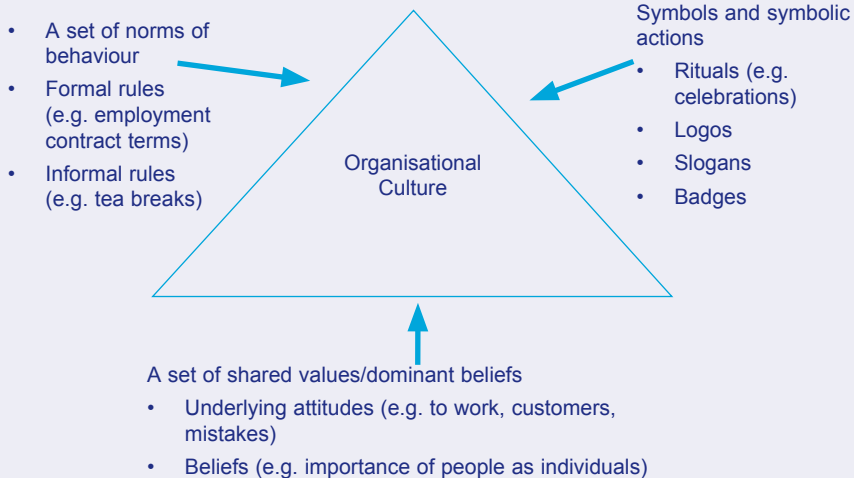 • A set of norms of
behaviour
• Formal rules
(e.g. employment
contract terms)
• Informal rules
(e.g. tea breaks)
Symbols and symbolic
actions
• Rituals (e.g.
celebrations)
• Logos
• Slogans
• Badges
Organisational
Culture
A set of shared values/dominant beliefs
• Underlying attitudes (e.g. to work, customers,
mistakes)
• Beliefs (e.g. importance of people as individuals)